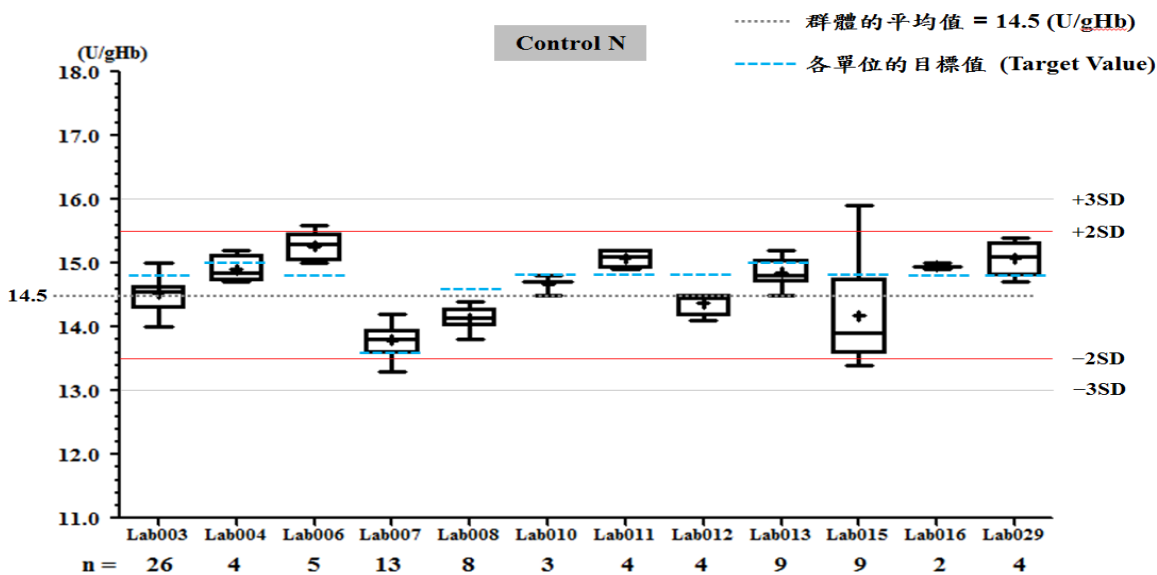 群體的平均值 = 14.5 (U/gHb)
各單位的目標值 (Target Value)
Control N
(U/gHb)
18.0
17.0
16.0
15.0
14.5
14.0
13.0
12.0
11.0
+3SD
+2SD
−2SD
−3SD
Lab003 Lab004 Lab006 Lab007 Lab008 Lab010 Lab011 Lab012 Lab013 Lab015 Lab016 Lab029
n = 26 4 5 13 8 3 4 4 9 9 2 4